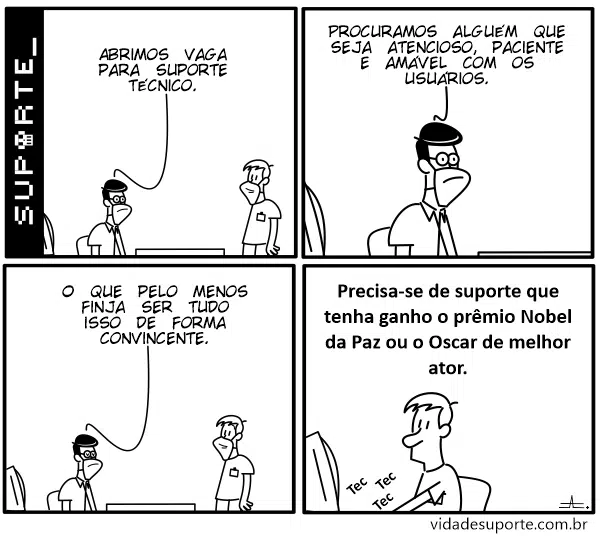 SUPORTE_
ABRIMOS VAGA
PARA SUPORTE
TÉCNICO.
PROCURAMOS ALGUÉM QUE
SEJA ATENCIOSO, PACIENTE
E AMÁVEL COM OS
USUÁRIOS.
O QUE PELO MENOS
FINJA SER TUDO
ISSO DE FORMA
CONVINCENTE.
Precisa-se de suporte que
tenha ganho o prêmio Nobel
da Paz ou o Oscar de melhor
ator.
Tec
Tec
Tec
vidadesuporte.com.br